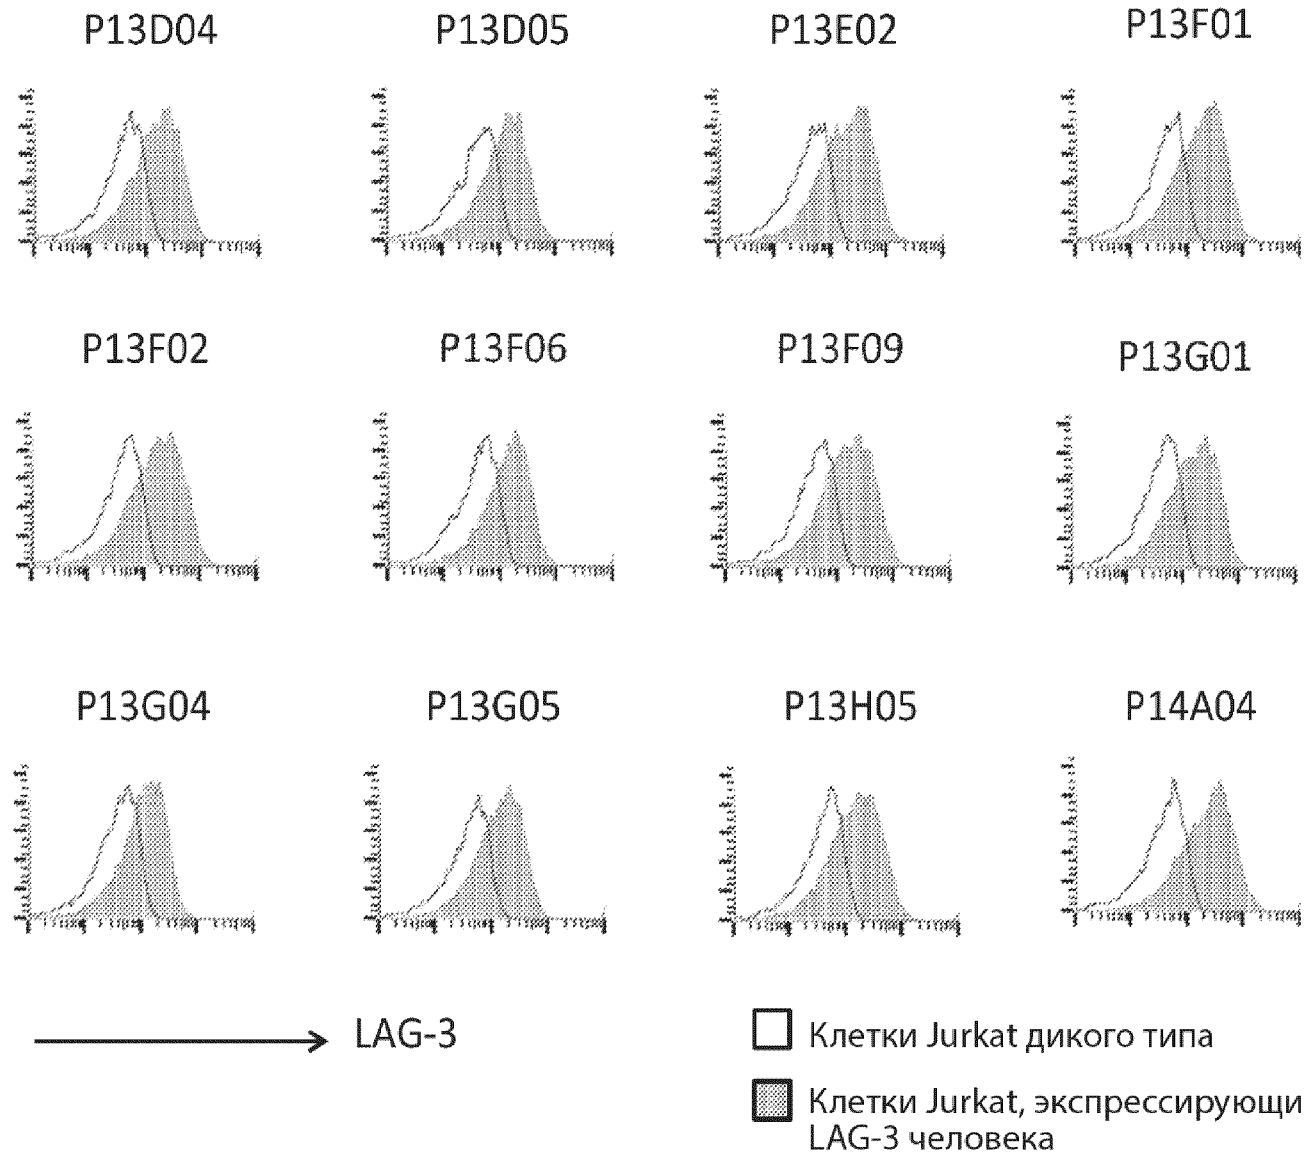 P13D04 P13D05 P13E02 P13F01
P13F02 P13F06 P13F09 P13G01
P13G04 P13G05 P13H05 P14A04
LAG-3
Клетки Jurkat дикого типа
Клетки Jurkat, экспрессирующи
LAG-3 человека